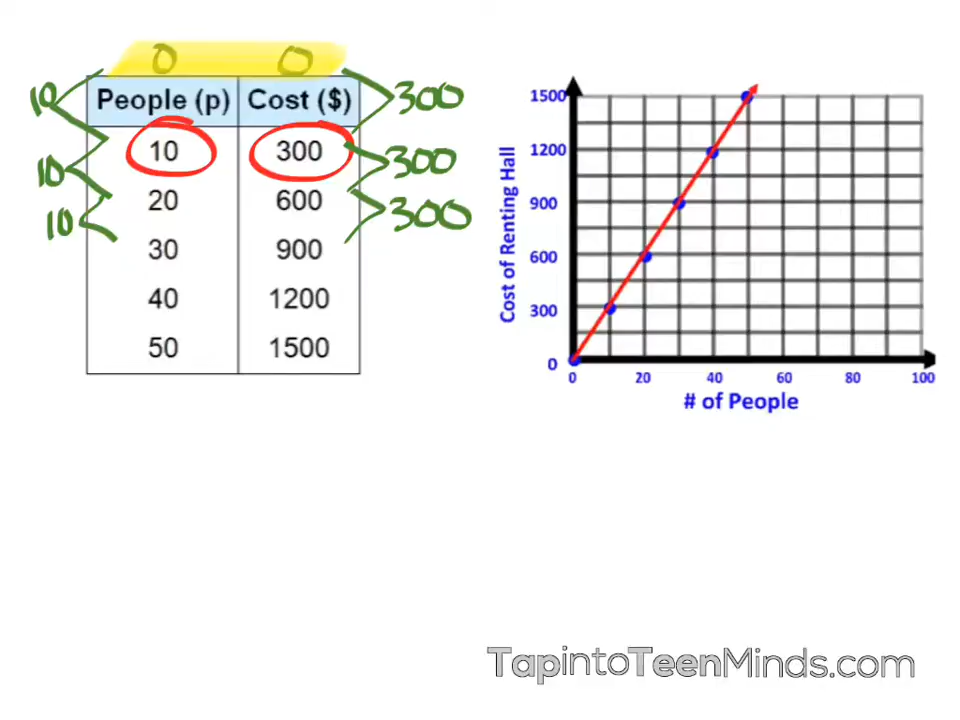 0 0
10 People (p) Cost ($) 300
10 300
10 300
20 600
10 300
30 900
40 1200
50 1500
1500
1200
900
600
300
0
Cost of Renting Hall
0 20 40 60 80 100
# of People
TapintoTeenMinds.com